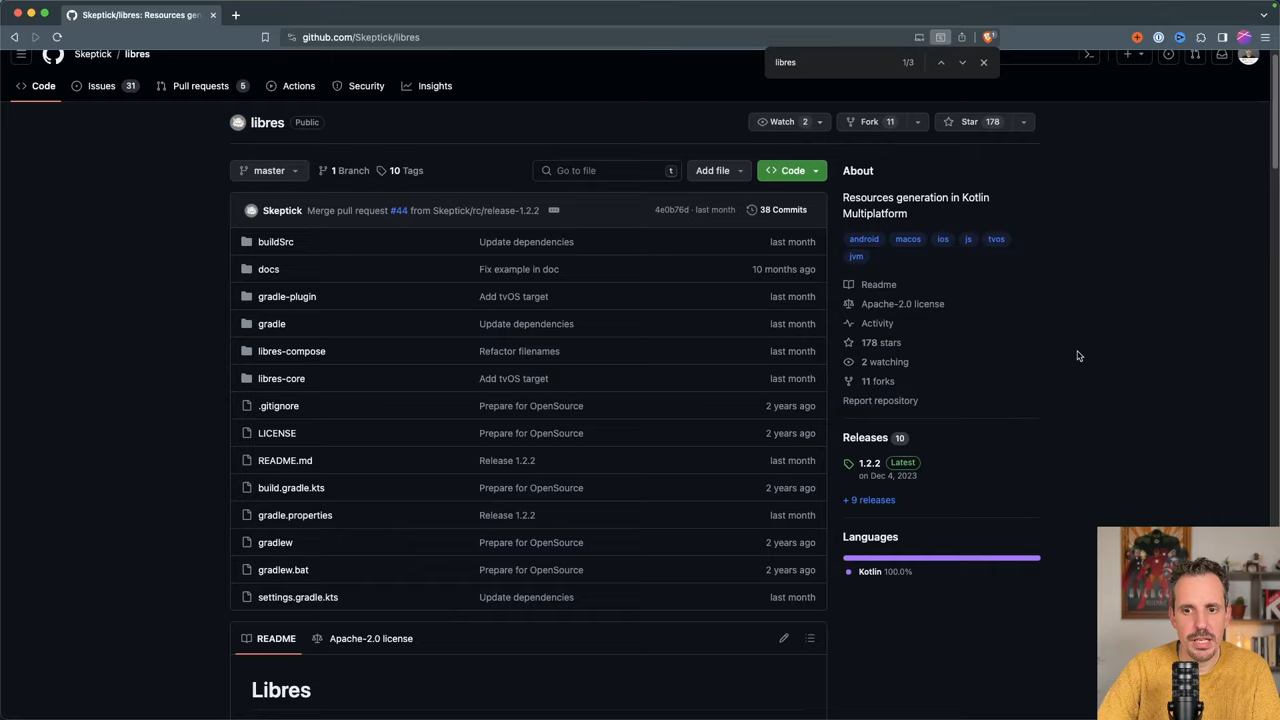 Skeptick/libres: Resources gen
github.com/Skeptick/libres
libres 1/3
Skeptick / libres
Code Issues 31 Pull requests 5 Actions Security Insights
libres Public Watch 2 Fork 11 Star 178
master 1 Branch 10 Tags Go to file t Add file Code
Skeptick Merge pull request #44 from Skeptick/rc/release-1.2.2 4e0b76d · last month 38 Commits
buildSrc Update dependencies last month
docs Fix example in doc 10 months ago
gradle-plugin Add tvOS target last month
gradle Update dependencies last month
libres-compose Refactor filenames last month
libres-core Add tvOS target last month
.gitignore Prepare for OpenSource 2 years ago
LICENSE Prepare for OpenSource 2 years ago
README.md Release 1.2.2 last month
build.gradle.kts Prepare for OpenSource 2 years ago
gradle.properties Release 1.2.2 last month
gradlew Prepare for OpenSource 2 years ago
gradlew.bat Prepare for OpenSource 2 years ago
settings.gradle.kts Update dependencies last month
README Apache-2.0 license
Libres
About
Resources generation in Kotlin
Multiplatform
android macos ios js tvos
jvm
Readme
Apache-2.0 license
Activity
178 stars
2 watching
11 forks
Report repository
Releases 10
1.2.2 Latest
on Dec 4, 2023
+ 9 releases
Languages
Kotlin 100.0%